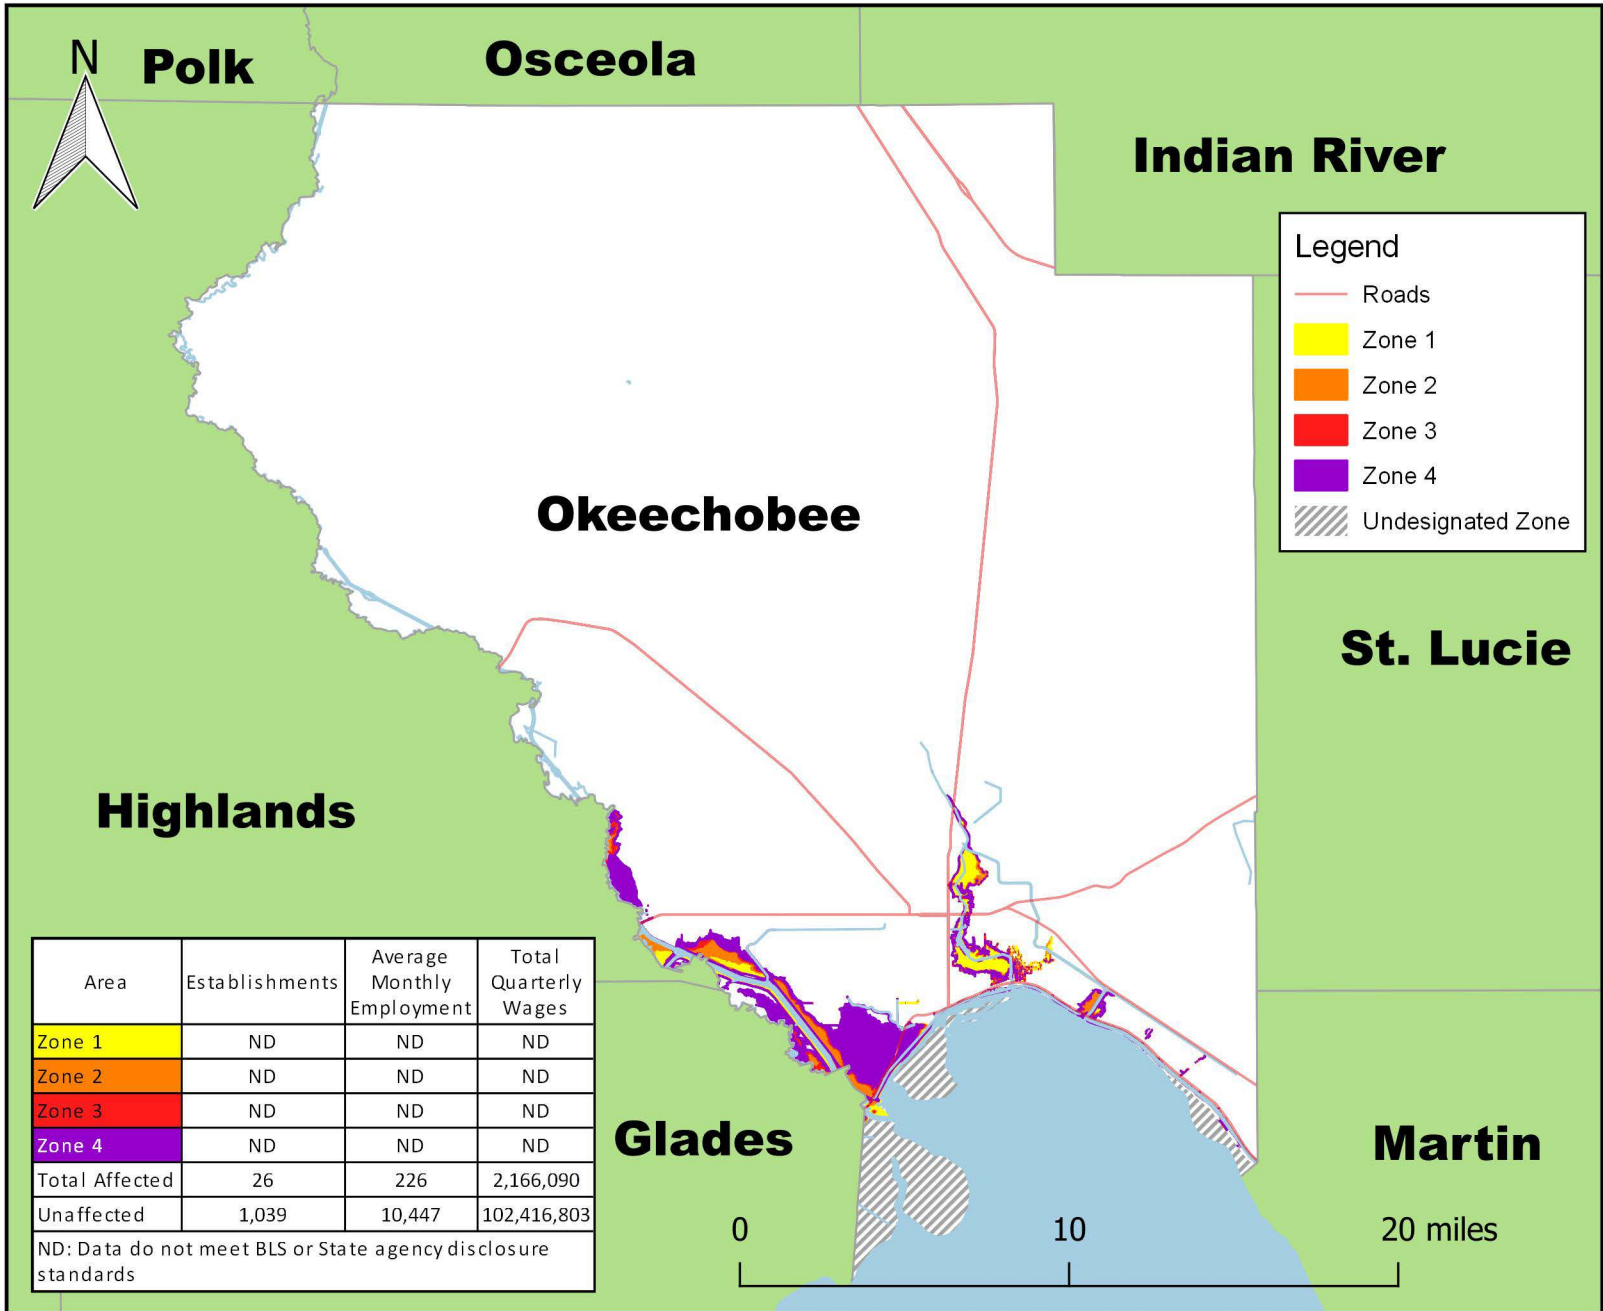 Polk
Osceola
N
Indian River
Legend
Roads
Zone 1
Zone 2
Zone 3
Zone 4
Undesignated Zone
Okeechobee
St. Lucie
Highlands
Area Establishments Average Monthly Employment Total Quarterly Wages
Zone 1 ND ND ND
Zone 2 ND ND ND
Zone 3 ND ND ND
Zone 4 ND ND ND
Total Affected 26 226 2,166,090
Unaffected 1,039 10,447 102,416,803
ND: Data do not meet BLS or State agency disclosure
standards
Glades
Martin
0 10 20 miles